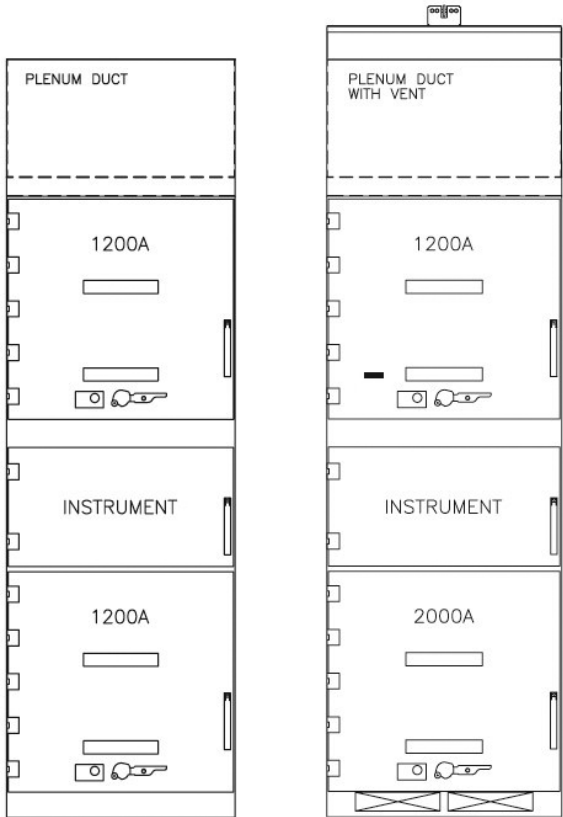 PLENUM DUCT
1200A
INSTRUMENT
1200A
PLENUM DUCT
WITH VENT
1200A
INSTRUMENT
2000A